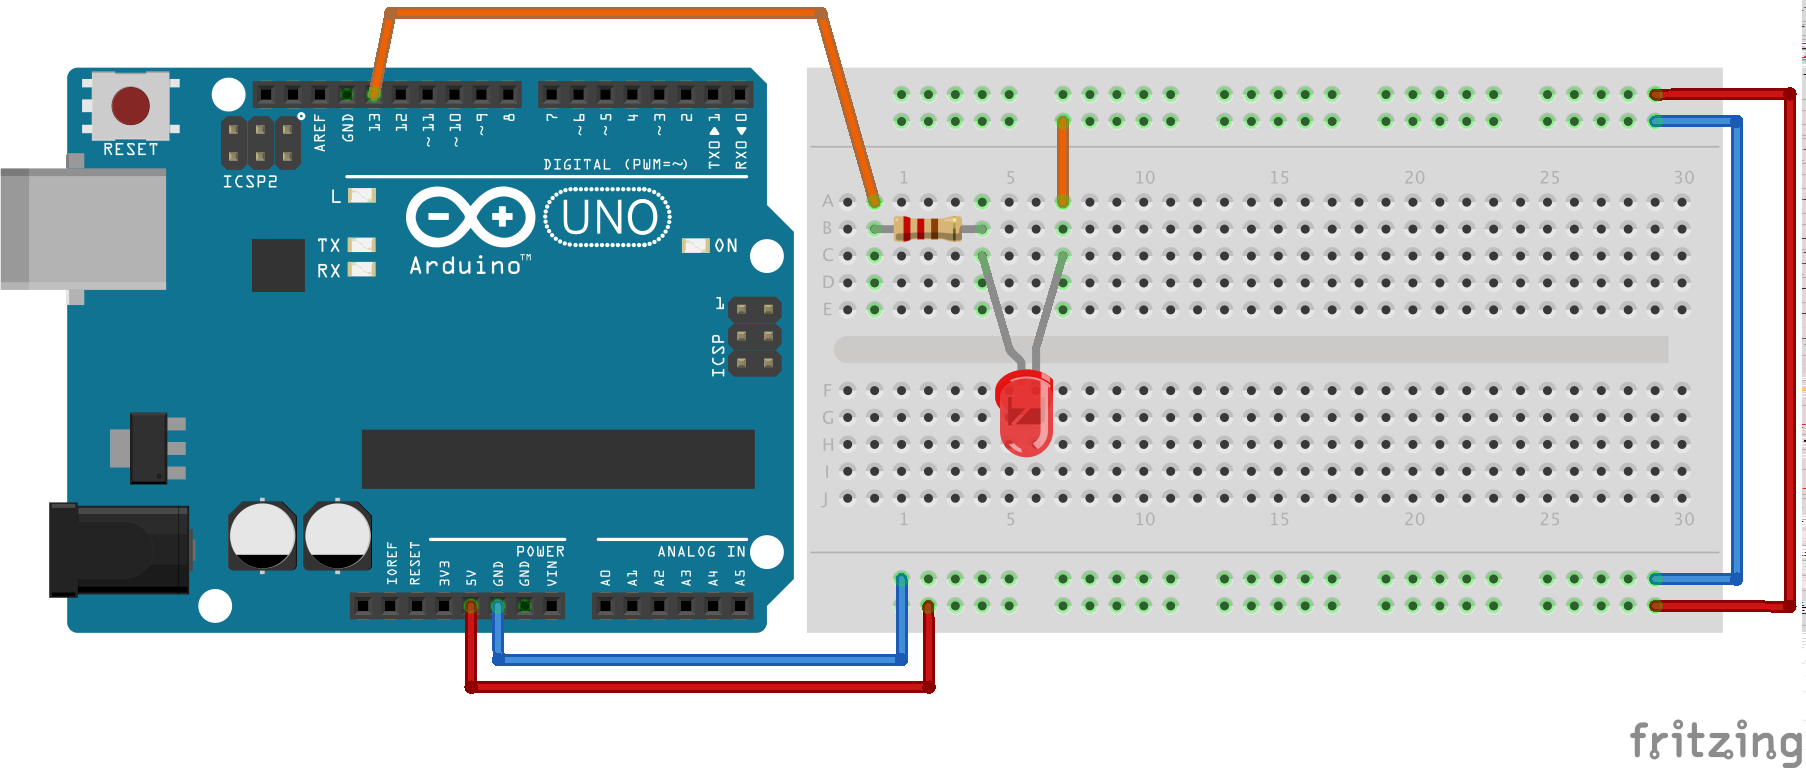 RESET
ICSP2
AREF
GND
13
12
~11
~10
~9
8
7
~6
~5
4
~3
2
TX0▶1
RX0◀0
DIGITAL (PWM=~)
L
TX
RX
UNO
Arduino™
ON
1
ICSP
IOREF
RESET
3V3
5V
GND
GND
VIN
POWER
ANALOG IN
A0
A1
A2
A3
A4
A5
1 5 10 15 20 25 30
A
B
C
D
E
F
G
H
I
J
1 5 10 15 20 25 30
fritzing